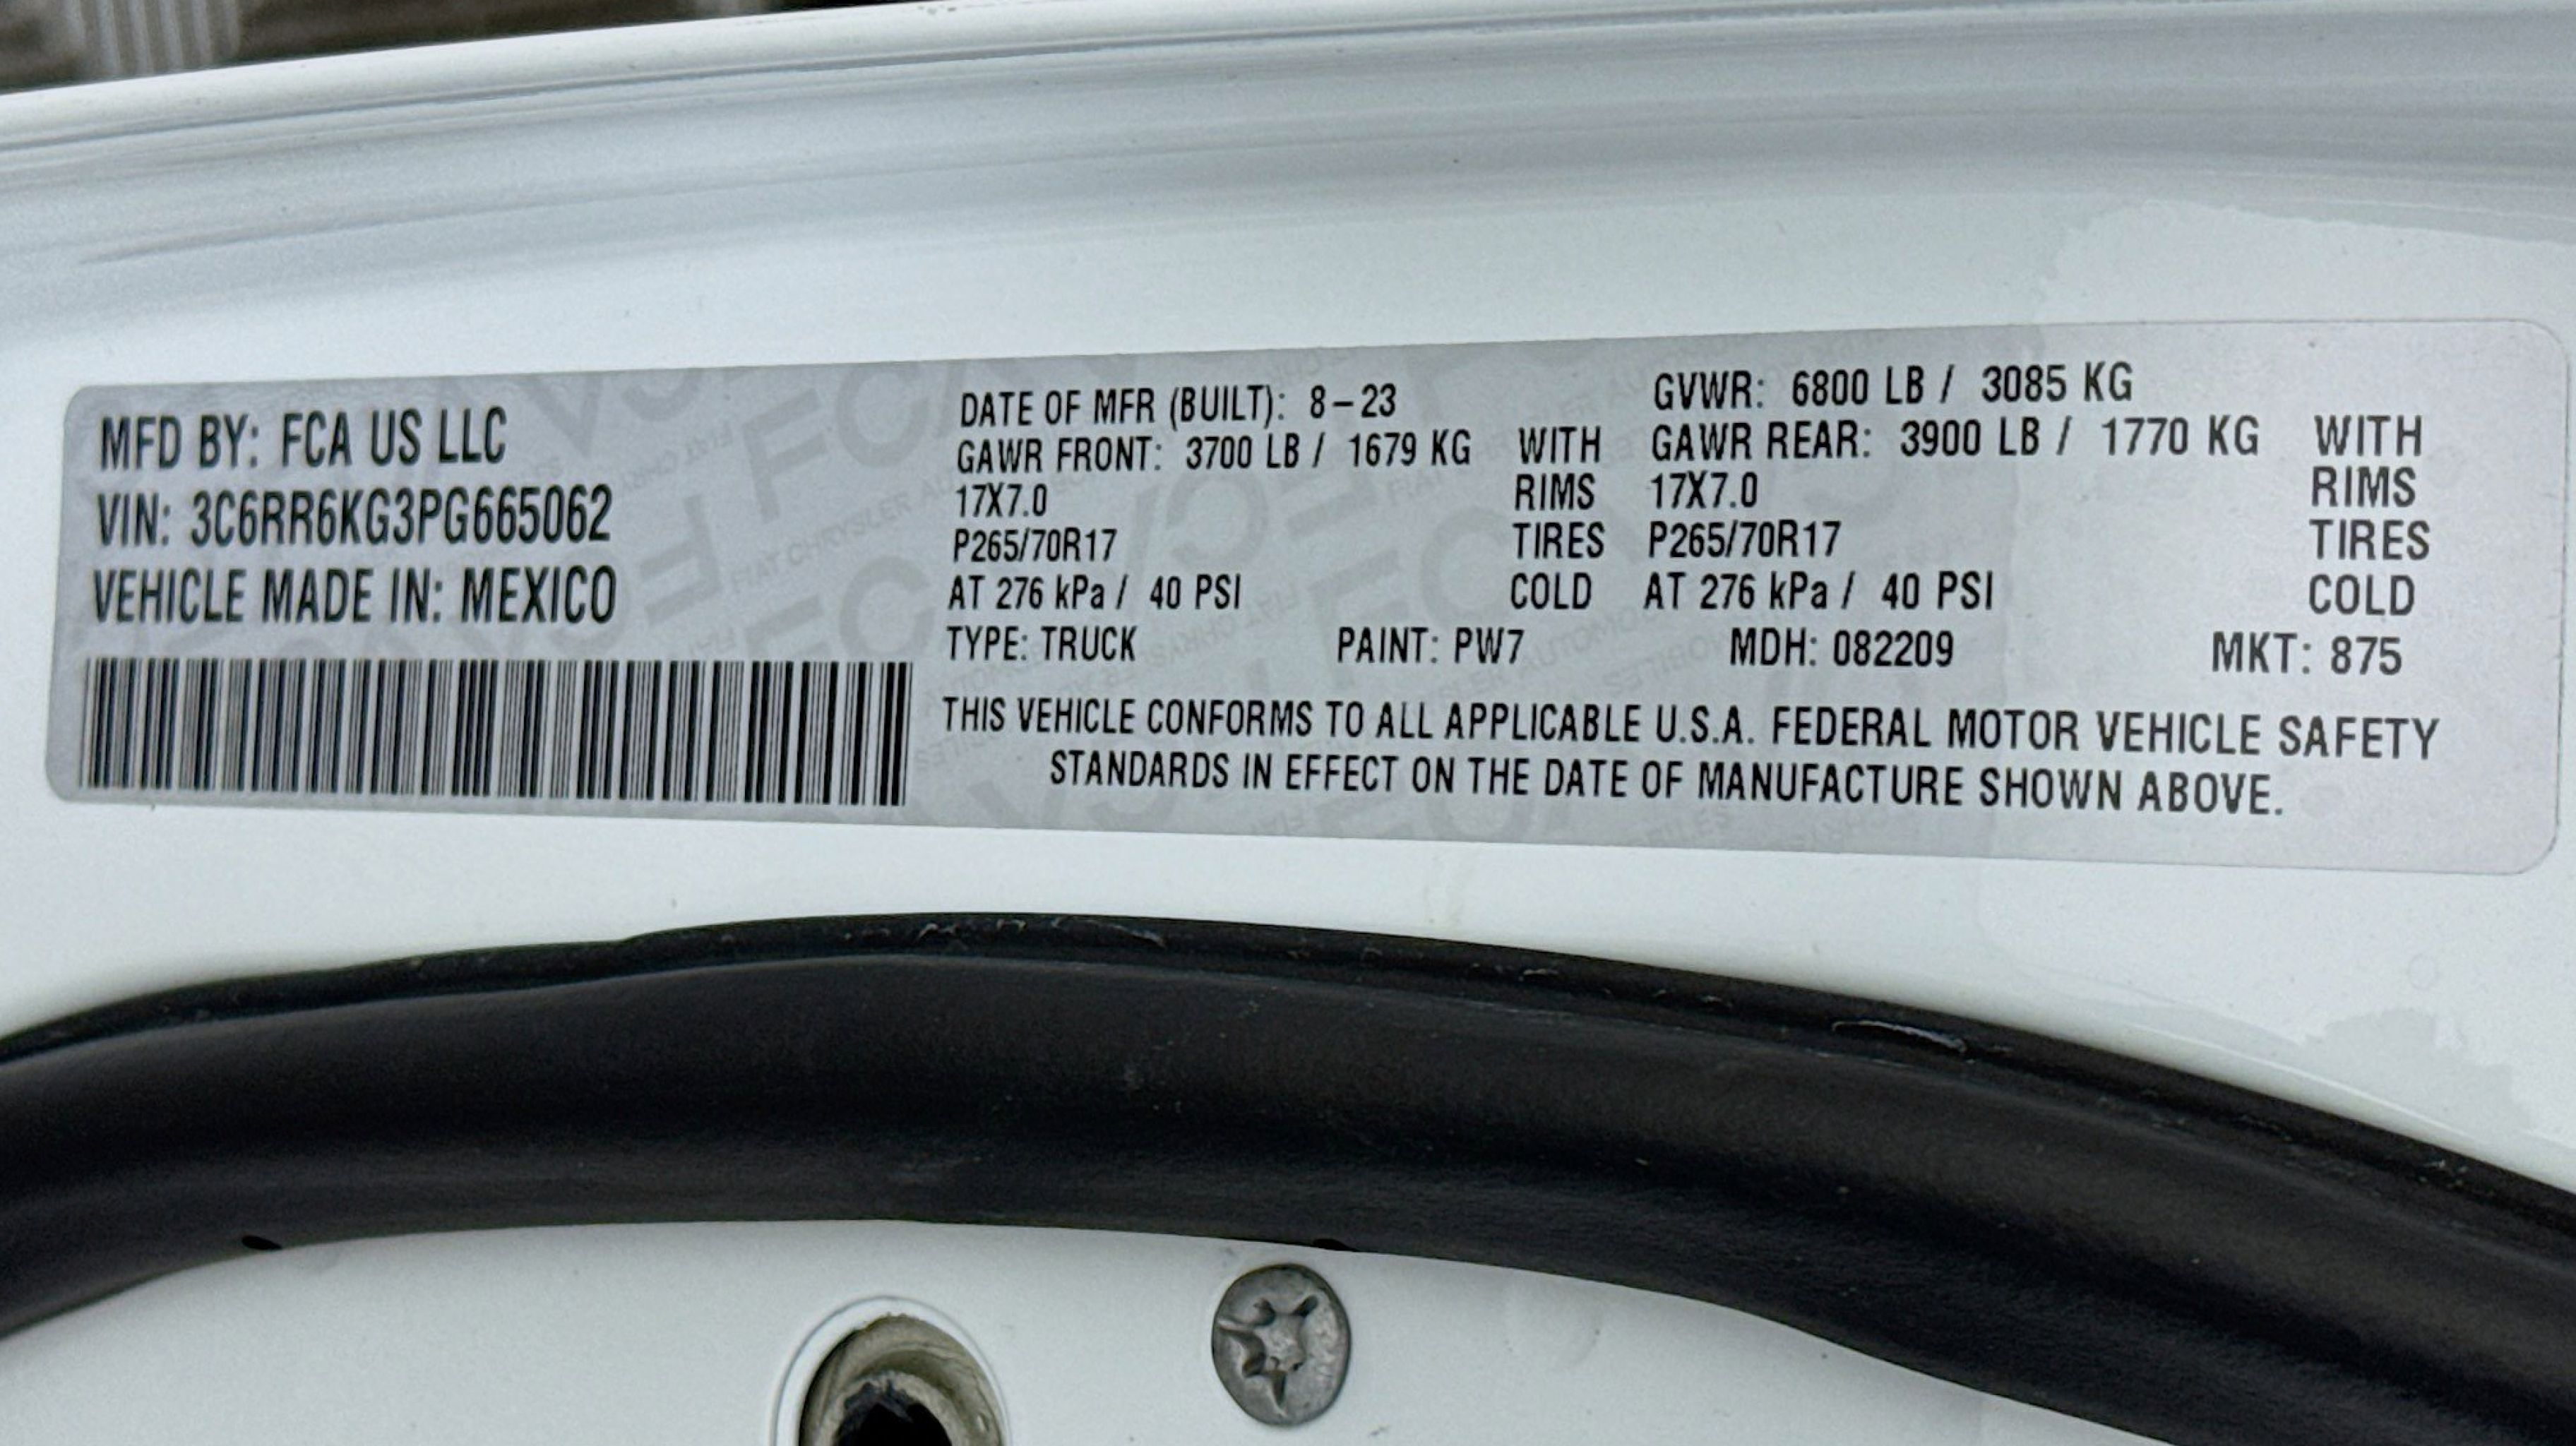 MFD BY: FCA US LLC
VIN: 3C6RR6KG3PG665062
VEHICLE MADE IN: MEXICO
DATE OF MFR (BUILT): 8-23
GAWR FRONT: 3700 LB / 1679 KG WITH
17X7.0 RIMS
P265/70R17 TIRES
AT 276 kPa / 40 PSI COLD
GVWR: 6800 LB / 3085 KG
GAWR REAR: 3900 LB / 1770 KG WITH
17X7.0 RIMS
P265/70R17 TIRES
AT 276 kPa / 40 PSI COLD
TYPE: TRUCK PAINT: PW7 MDH: 082209 MKT: 875
THIS VEHICLE CONFORMS TO ALL APPLICABLE U.S.A. FEDERAL MOTOR VEHICLE SAFETY
STANDARDS IN EFFECT ON THE DATE OF MANUFACTURE SHOWN ABOVE.